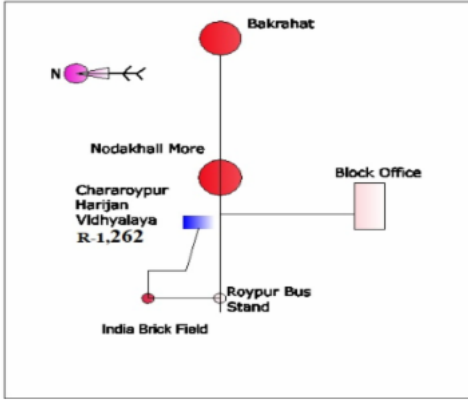 Bakrahat
N
Nodakhali More
Block Office
Chararoypur
Harijan
Vidhyalaya
R-1,262
Roypur Bus
Stand
India Brick Field